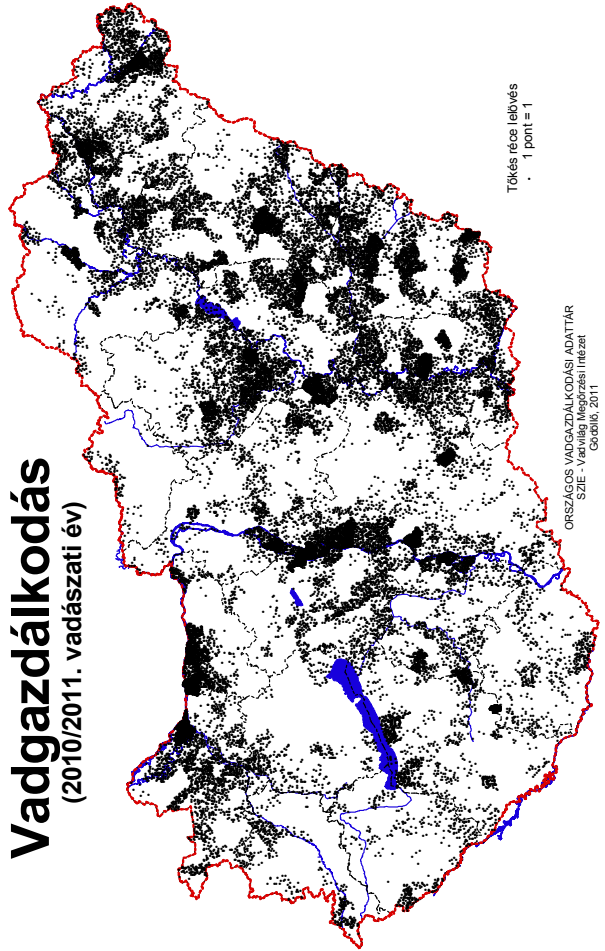 Vadgazdálkodás
(2010/2011. vadászati év)
Tőkés réce lelövés
· 1 pont = 1
ORSZÁGOS VADGAZDÁLKODÁSI ADATTÁR
SZIE - Vadvilág Megőrzési Intézet
Gödöllő, 2011